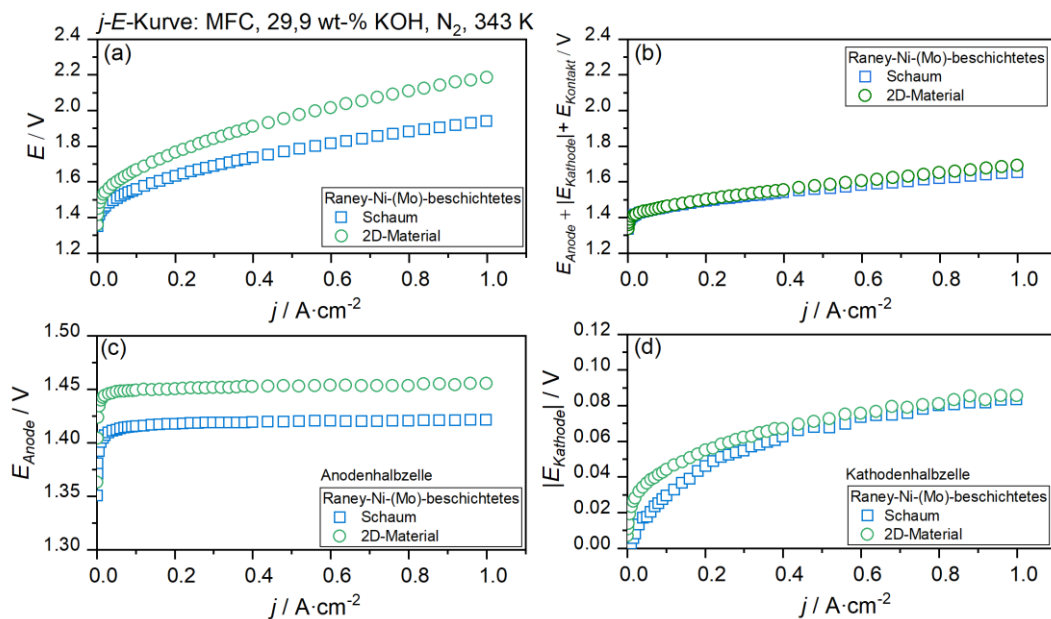 j-E-Kurve: MFC, 29,9 wt-% KOH, N₂, 343 K
(a)
E / V
2.4
2.2
2.0
1.8
1.6
1.4
1.2
Raney-Ni-(Mo)-beschichtetes
Schaum
2D-Material
0.0 0.2 0.4 0.6 0.8 1.0
j / A·cm⁻²
(b)
E_Anode + |E_Kathode| + E_Kontakt / V
2.4
2.2
2.0
1.8
1.6
1.4
1.2
Raney-Ni-(Mo)-beschichtetes
Schaum
2D-Material
0.0 0.2 0.4 0.6 0.8 1.0
j / A·cm⁻²
(c)
E_Anode / V
1.50
1.45
1.40
1.35
1.30
Anodenhalbzelle
Raney-Ni-(Mo)-beschichtetes
Schaum
2D-Material
0.0 0.2 0.4 0.6 0.8 1.0
j / A·cm⁻²
(d)
|E_Kathode| / V
0.12
0.10
0.08
0.06
0.04
0.02
0.00
Kathodenhalbzelle
Raney-Ni-(Mo)-beschichtetes
Schaum
2D-Material
0.0 0.2 0.4 0.6 0.8 1.0
j / A·cm⁻²